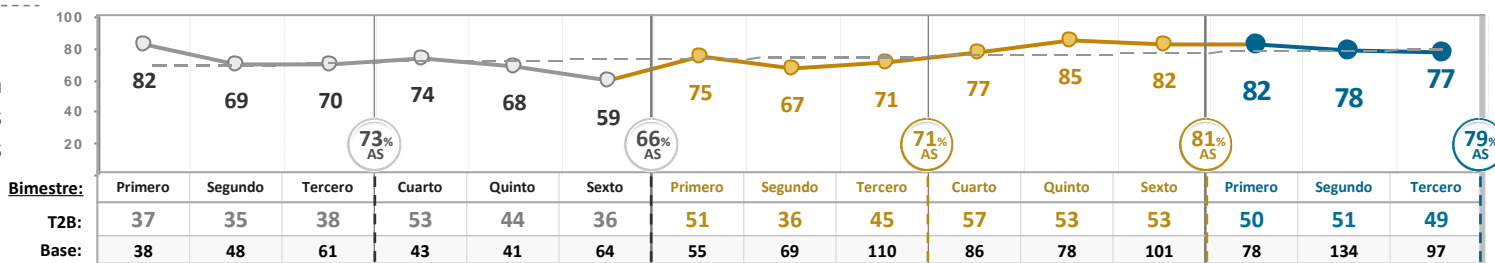 100
80
60
40
20
82 69 70 74 68 59 75 67 71 77 85 82 82 78 77
73% AS 66% AS 71% AS 81% AS 79% AS
Bimestre: Primero Segundo Tercero Cuarto Quinto Sexto Primero Segundo Tercero Cuarto Quinto Sexto Primero Segundo Tercero
T2B: 37 35 38 53 44 36 51 36 45 57 53 53 50 51 49
Base: 38 48 61 43 41 64 55 69 110 86 78 101 78 134 97